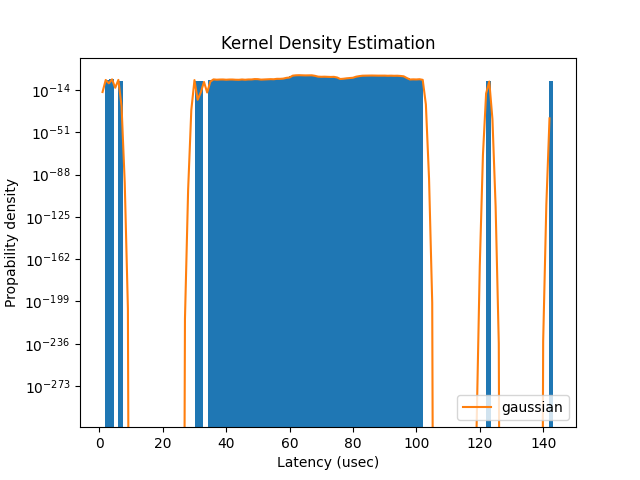 Kernel Density Estimation
Propability density
10⁻¹⁴
10⁻⁵¹
10⁻⁸⁸
10⁻¹²⁵
10⁻¹⁶²
10⁻¹⁹⁹
10⁻²³⁶
10⁻²⁷³
gaussian
0 20 40 60 80 100 120 140
Latency (usec)